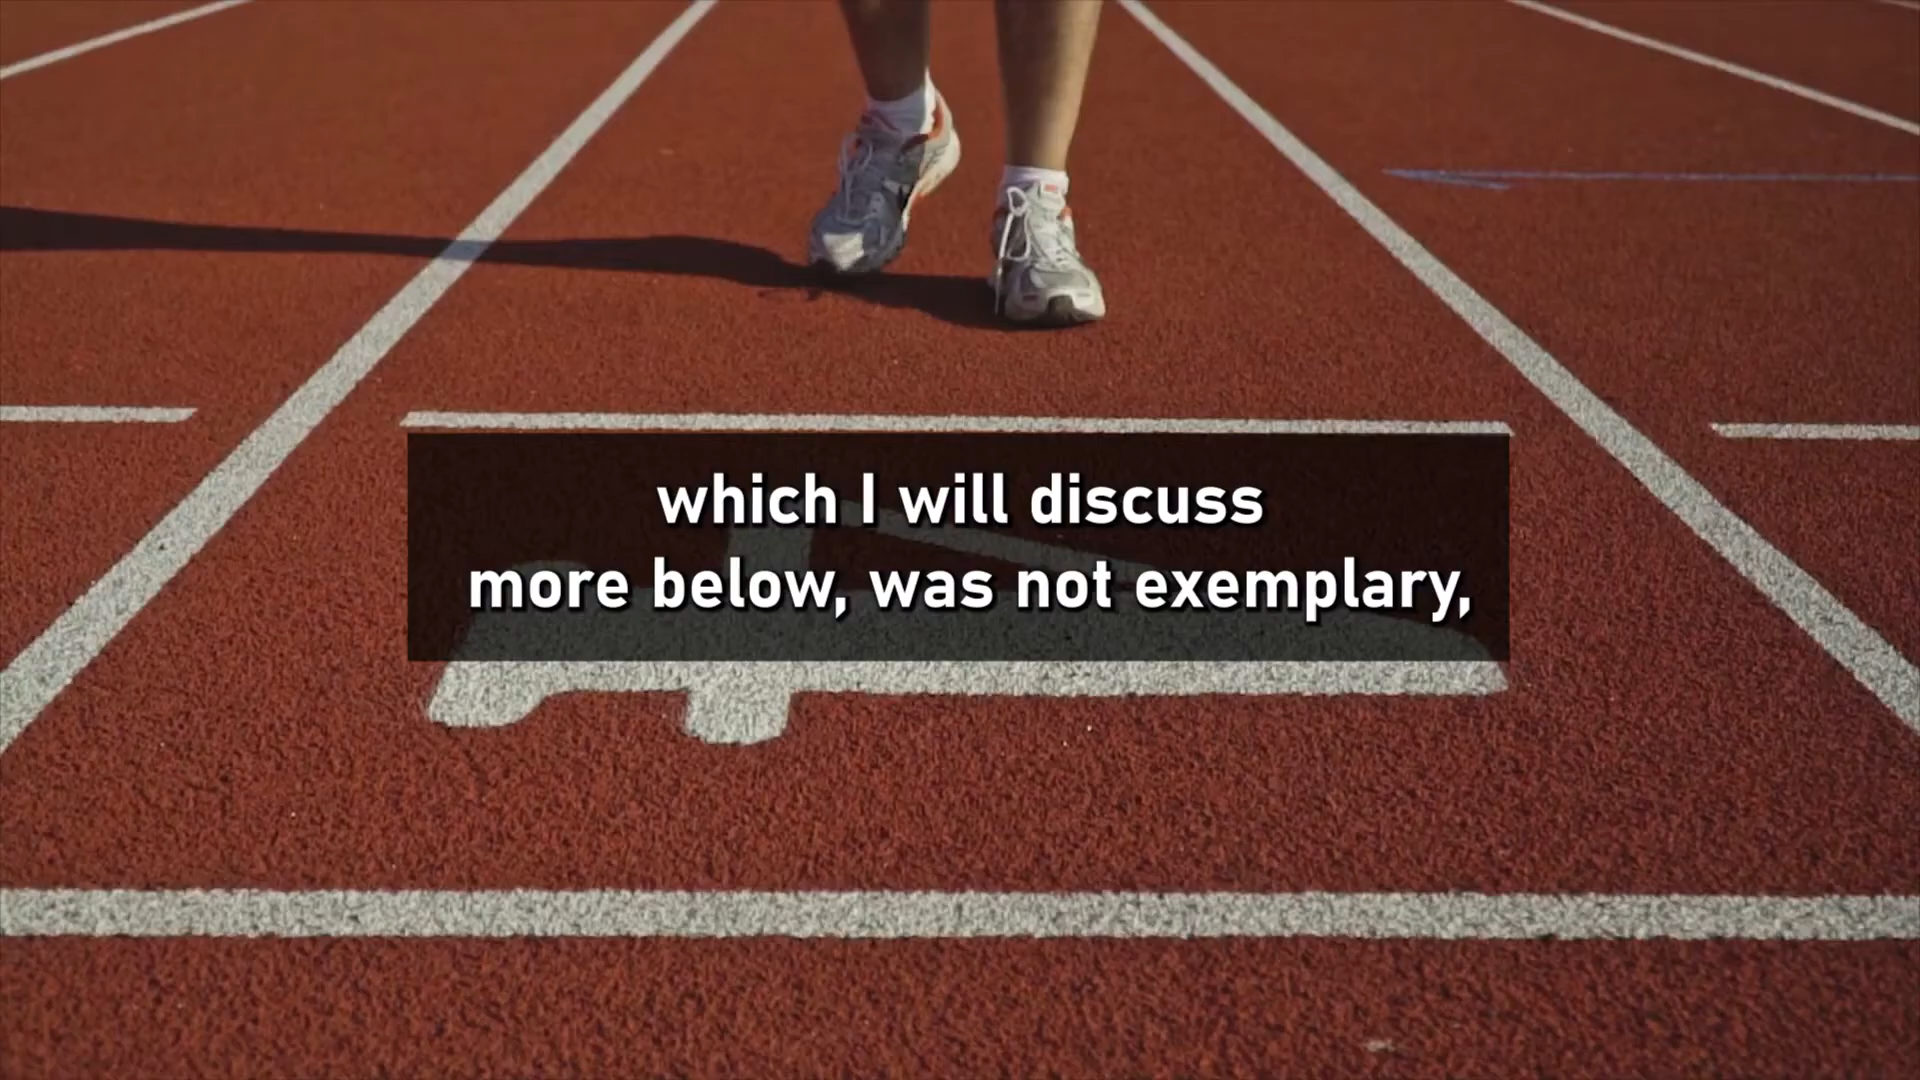 which I will discuss
more below, was not exemplary,